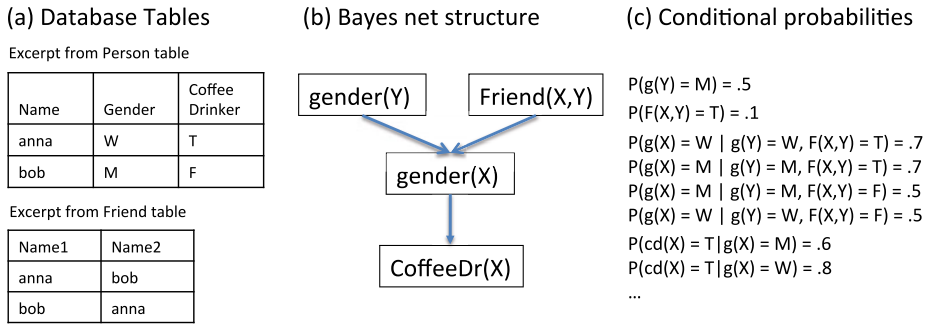 (a) Database Tables
Excerpt from Person table
Name Gender Coffee Drinker
anna W T
bob M F
Excerpt from Friend table
Name1 Name2
anna bob
bob anna
(b) Bayes net structure
gender(Y) Friend(X,Y)
gender(X)
CoffeeDr(X)
(c) Conditional probabilities
P(g(Y) = M) = .5
P(F(X,Y) = T) = .1
P(g(X) = W | g(Y) = W, F(X,Y) = T) = .7
P(g(X) = M | g(Y) = M, F(X,Y) = T) = .7
P(g(X) = M | g(Y) = M, F(X,Y) = F) = .5
P(g(X) = W | g(Y) = W, F(X,Y) = F) = .5
P(cd(X) = T|g(X) = M) = .6
P(cd(X) = T|g(X) = W) = .8
...